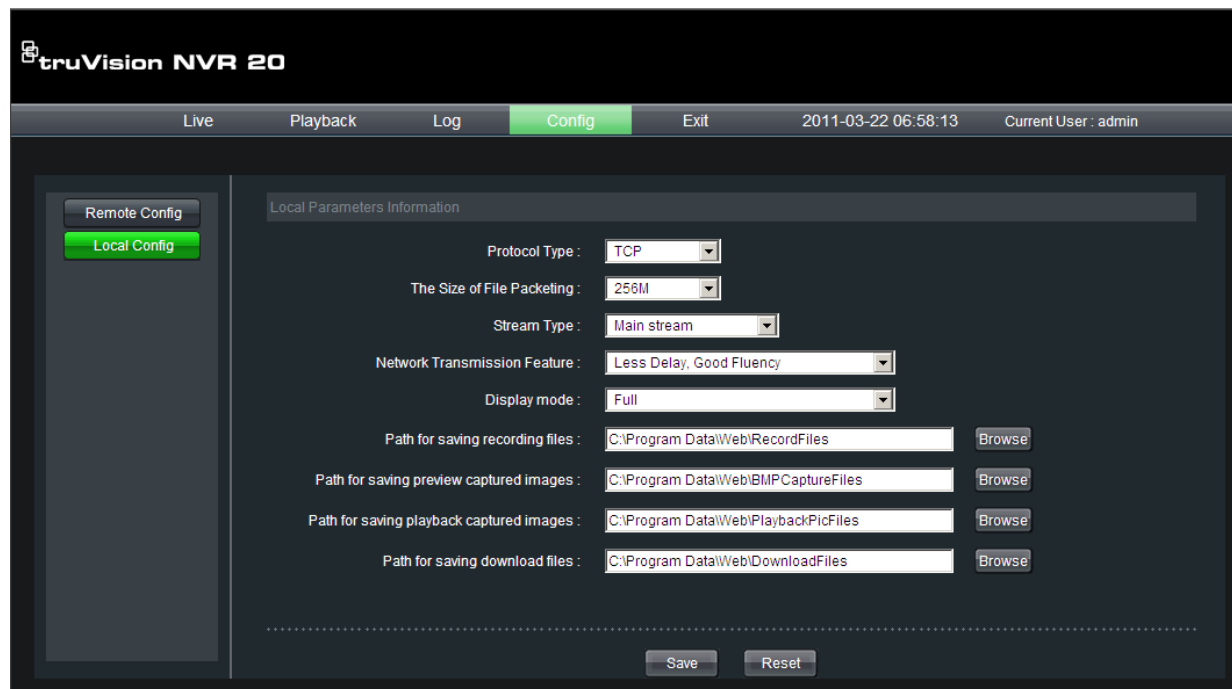 truVision NVR 20
Live Playback Log Config Exit 2011-03-22 06:58:13 Current User : admin
Remote Config
Local Config
Local Parameters Information
Protocol Type : TCP
The Size of File Packeting : 256M
Stream Type : Main stream
Network Transmission Feature : Less Delay, Good Fluency
Display mode : Full
Path for saving recording files : C:\Program Data\Web\RecordFiles Browse
Path for saving preview captured images : C:\Program Data\Web\BMPCaptureFiles Browse
Path for saving playback captured images : C:\Program Data\Web\PlaybackPicFiles Browse
Path for saving download files : C:\Program Data\Web\DownloadFiles Browse
Save Reset